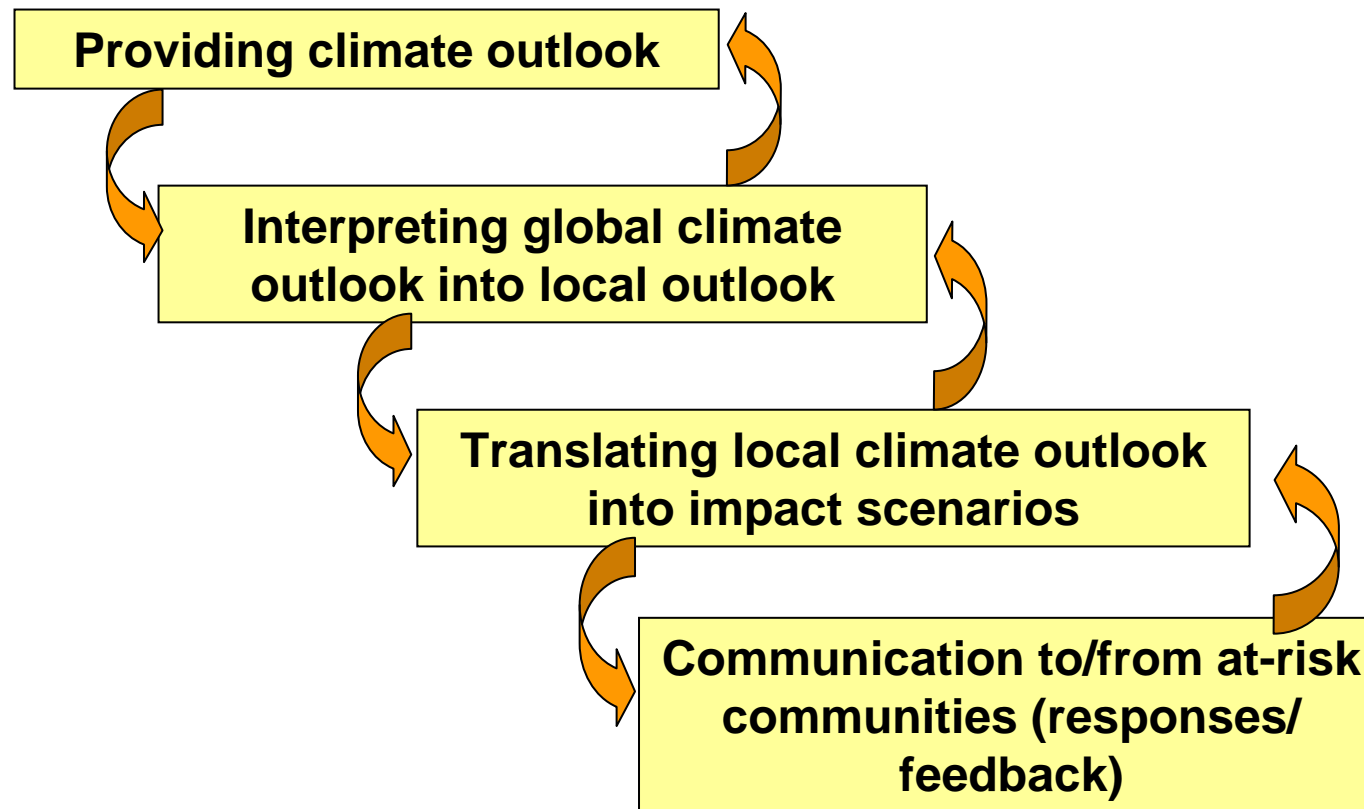 Providing climate outlook
Interpreting global climate
outlook into local outlook
Translating local climate outlook
into impact scenarios
Communication to/from at-risk
communities (responses/
feedback)